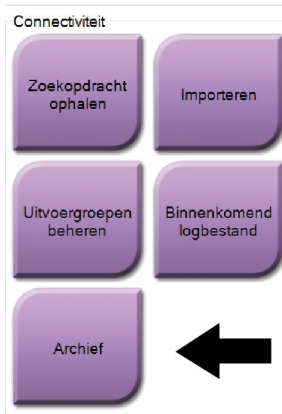 Connectiviteit
Zoekopdracht
ophalen
Importeren
Uitvoergroepen
beheren
Binnenkomend
logbestand
Archief